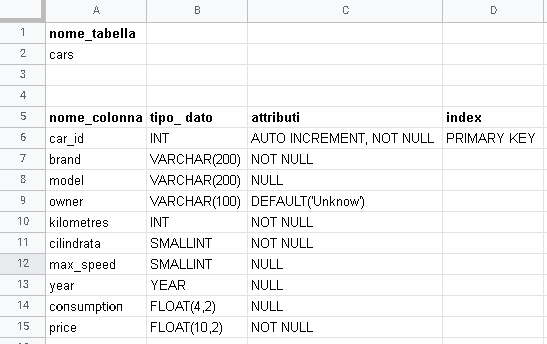 A B C D
1 nome_tabella
2 cars
3
4
5 nome_colonna tipo_ dato attributi index
6 car_id INT AUTO INCREMENT, NOT NULL PRIMARY KEY
7 brand VARCHAR(200) NOT NULL
8 model VARCHAR(200) NULL
9 owner VARCHAR(100) DEFAULT('Unknow')
10 kilometres INT NOT NULL
11 cilindrata SMALLINT NOT NULL
12 max_speed SMALLINT NULL
13 year YEAR NULL
14 consumption FLOAT(4,2) NULL
15 price FLOAT(10,2) NOT NULL